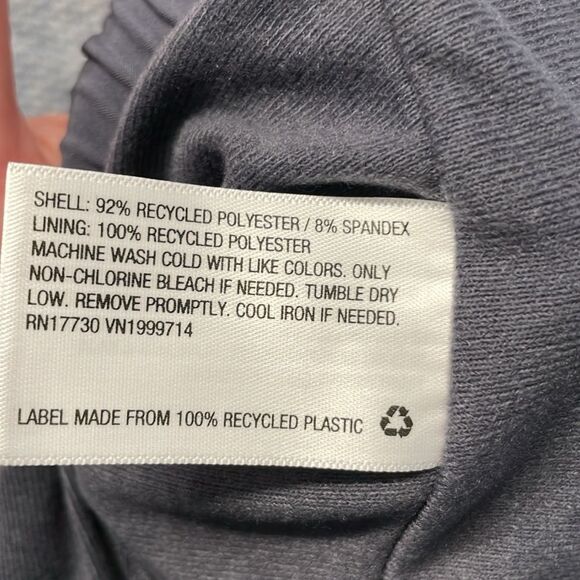 SHELL: 92% RECYCLED POLYESTER / 8% SPANDEX
LINING: 100% RECYCLED POLYESTER
MACHINE WASH COLD WITH LIKE COLORS. ONLY
NON-CHLORINE BLEACH IF NEEDED. TUMBLE DRY
LOW. REMOVE PROMPTLY. COOL IRON IF NEEDED.
RN17730 VN1999714
LABEL MADE FROM 100% RECYCLED PLASTIC